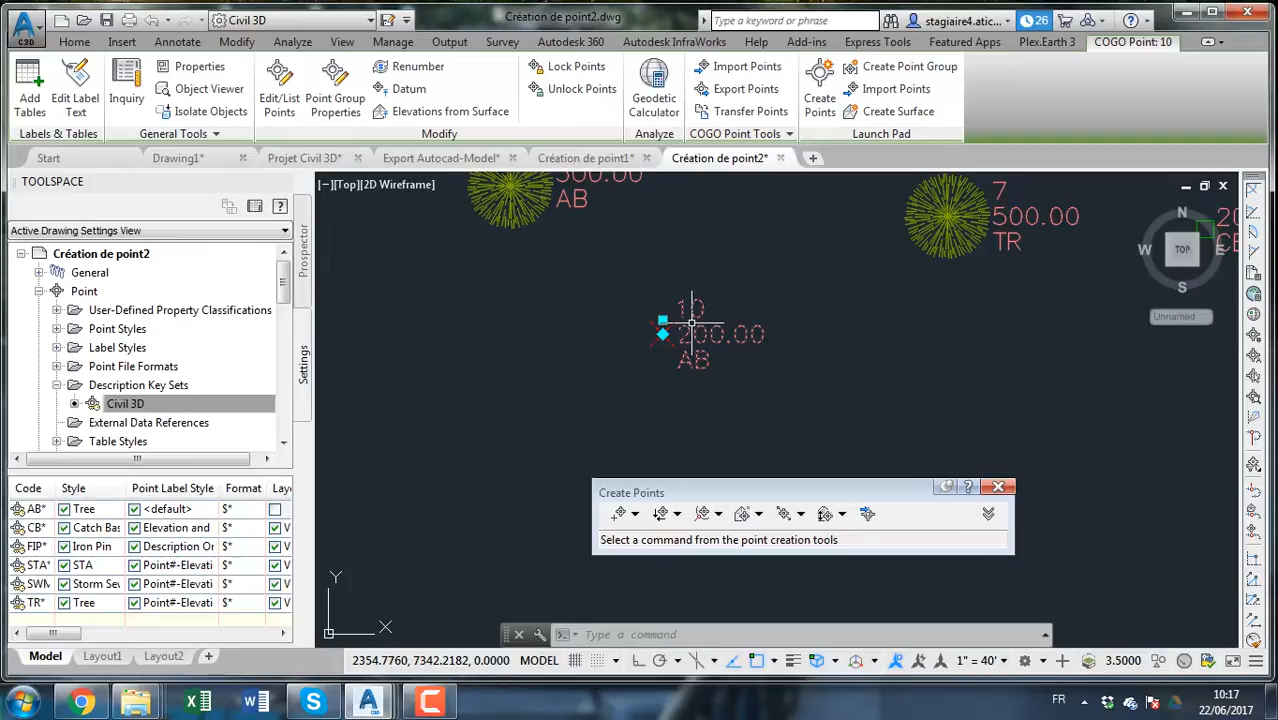 Civil 3D
Création de point2.dwg
Type a keyword or phrase
stagiaire4.atic...
26
C3D
Home Insert Annotate Modify Analyze View Manage Output Survey Autodesk 360 Autodesk InfraWorks Help Add-ins Express Tools Featured Apps Plex.Earth 3 COGO Point: 10
Add Tables
Edit Label Text
Labels & Tables
Inquiry
Properties
Object Viewer
Isolate Objects
General Tools
Edit/List Points
Point Group Properties
Renumber
Datum
Elevations from Surface
Lock Points
Unlock Points
Modify
Geodetic Calculator
Analyze
Import Points
Export Points
Transfer Points
COGO Point Tools
Create Points
Create Point Group
Import Points
Create Surface
Launch Pad
Start Drawing1* Projet Civil 3D* Export Autocad-Model* Création de point1* Création de point2*
TOOLSPACE
Active Drawing Settings View
Création de point2
General
Point
User-Defined Property Classifications
Point Styles
Label Styles
Point File Formats
Description Key Sets
Civil 3D
External Data References
Table Styles
Prospector
Settings
Code Style Point Label Style Format Lay
AB* Tree <default> $*
CB* Catch Bas Elevation and $* V
FIP* Iron Pin Description Or $* V
STA* STA Point#-Elevati $* V
SWM Storm Sev Point#-Elevati $* V
TR* Tree Point#-Elevati $* V
[−][Top][2D Wireframe]
300.00
AB
7
500.00
TR
10
200.00
AB
N
W TOP E
S
Unnamed
Create Points
Select a command from the point creation tools
Y
X
Type a command
Model Layout1 Layout2
2354.7760, 7342.2182, 0.0000 MODEL 1" = 40' 3.5000
FR
10:17
22/06/2017